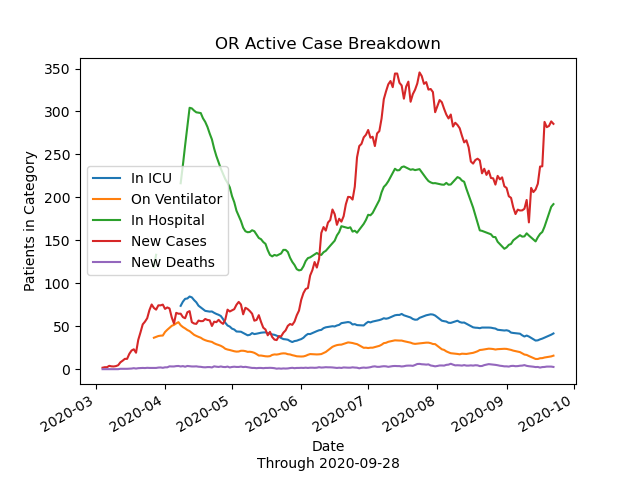 OR Active Case Breakdown
Patients in Category
350
300
250
200
150
100
50
0
In ICU
On Ventilator
In Hospital
New Cases
New Deaths
2020-03
2020-04
2020-05
2020-06
2020-07
2020-08
2020-09
2020-10
Date
Through 2020-09-28